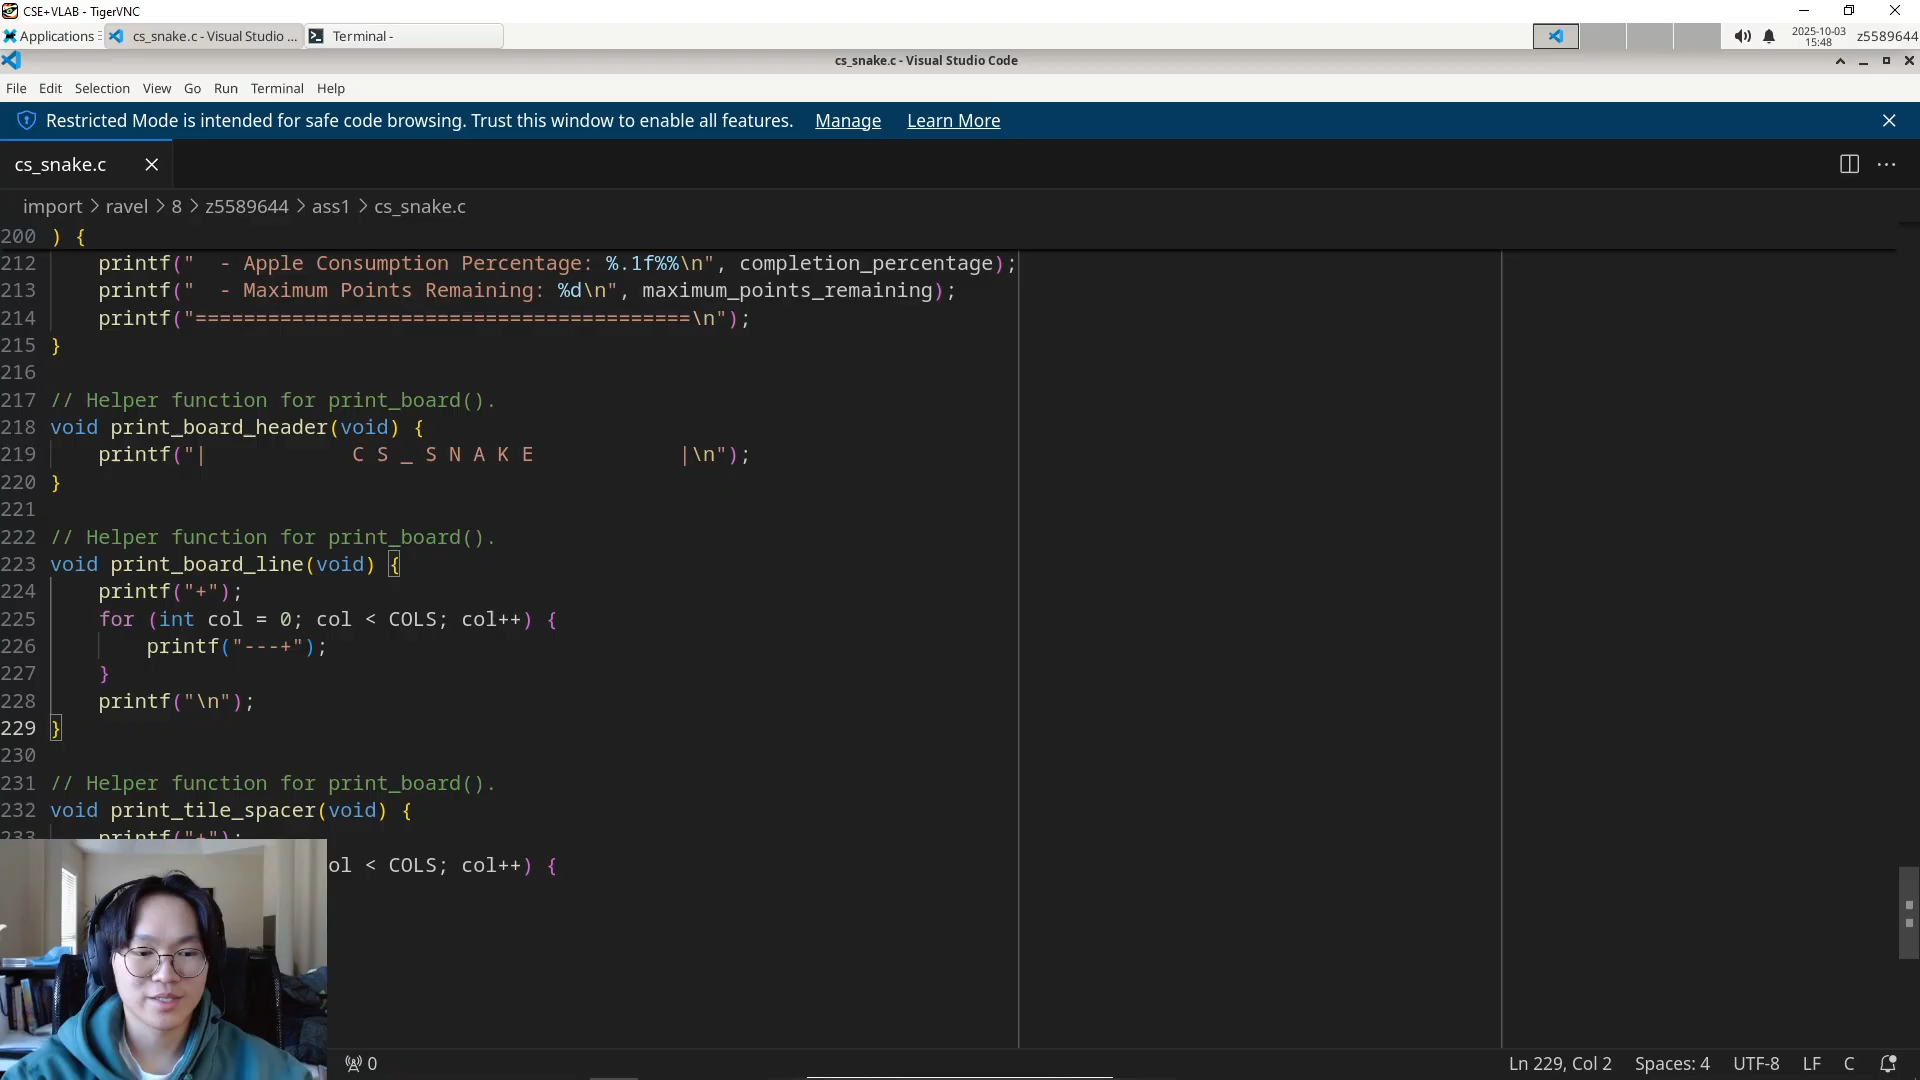 CSE+VLAB - TigerVNC
Applications
cs_snake.c - Visual Studio ...
Terminal -
2025-10-03
15:48
z5589644
cs_snake.c - Visual Studio Code
File Edit Selection View Go Run Terminal Help
Restricted Mode is intended for safe code browsing. Trust this window to enable all features. Manage Learn More
cs_snake.c
import > ravel > 8 > z5589644 > ass1 > cs_snake.c
200 ) {
212     printf("  - Apple Consumption Percentage: %.1f%%\n", completion_percentage);
213     printf("  - Maximum Points Remaining: %d\n", maximum_points_remaining);
214     printf("=========================================\n");
215 }
216
217 // Helper function for print_board().
218 void print_board_header(void) {
219     printf("|            C S _ S N A K E            |\n");
220 }
221
222 // Helper function for print_board().
223 void print_board_line(void) {
224     printf("+");
225     for (int col = 0; col < COLS; col++) {
226         printf("---+");
227     }
228     printf("\n");
229 }
230
231 // Helper function for print_board().
232 void print_tile_spacer(void) {
233     printf("+");
ol < COLS; col++) {
0
Ln 229, Col 2 Spaces: 4 UTF-8 LF C